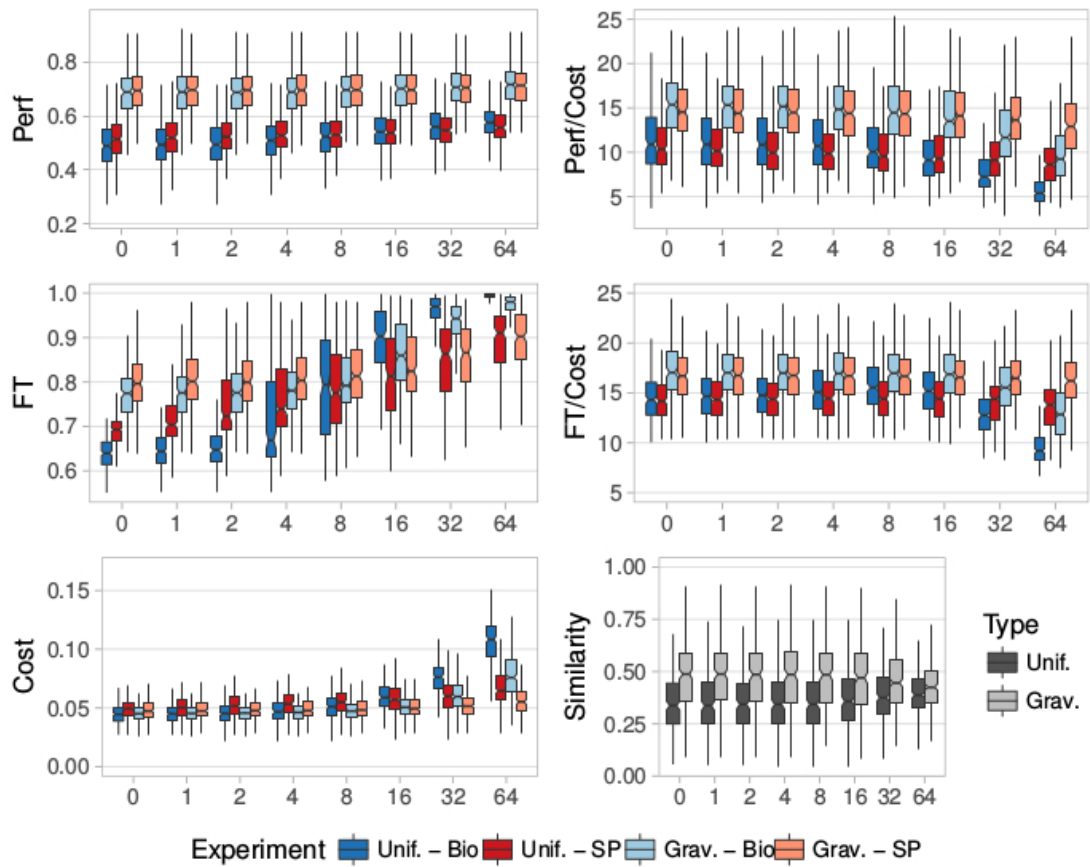 Perf
0.8
0.6
0.4
0.2
0 1 2 4 8 16 32 64
Perf/Cost
25
20
15
10
5
0 1 2 4 8 16 32 64
FT
1.0
0.9
0.8
0.7
0.6
0 1 2 4 8 16 32 64
FT/Cost
25
20
15
10
5
0 1 2 4 8 16 32 64
Cost
0.15
0.10
0.05
0.00
0 1 2 4 8 16 32 64
Similarity
1.00
0.75
0.50
0.25
0.00
0 1 2 4 8 16 32 64
Type
Unif.
Grav.
Experiment Unif. – Bio Unif. – SP Grav. – Bio Grav. – SP